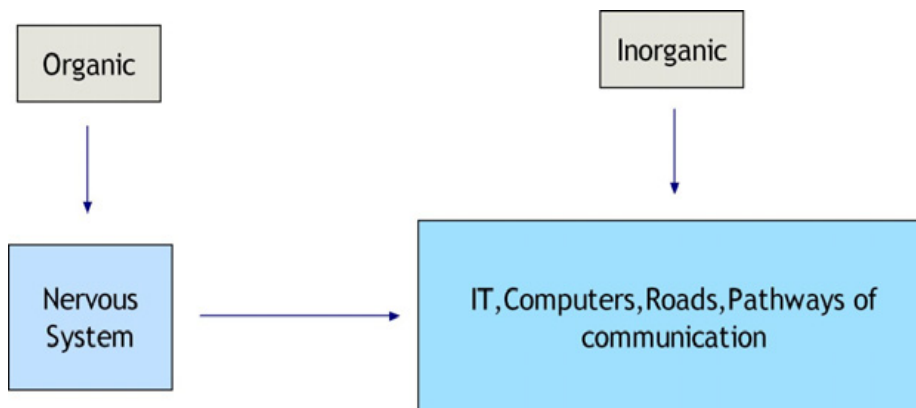 Organic
Inorganic
Nervous
System
IT,Computers,Roads,Pathways of
communication